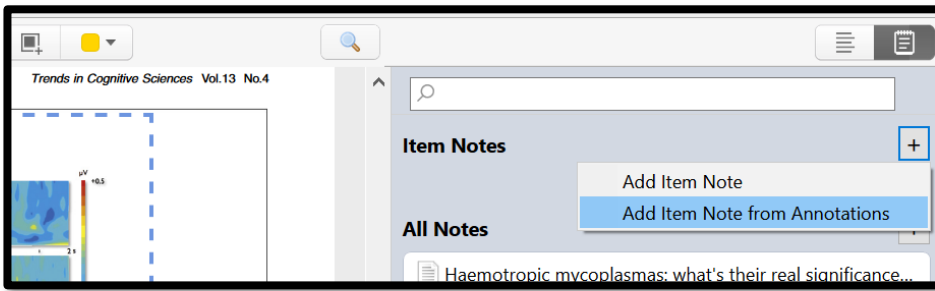 Trends in Cognitive Sciences Vol.13 No.4
µV
+0.5
2 s
Item Notes
+
Add Item Note
Add Item Note from Annotations
All Notes
Haemotropic mycoplasmas: what's their real significance...